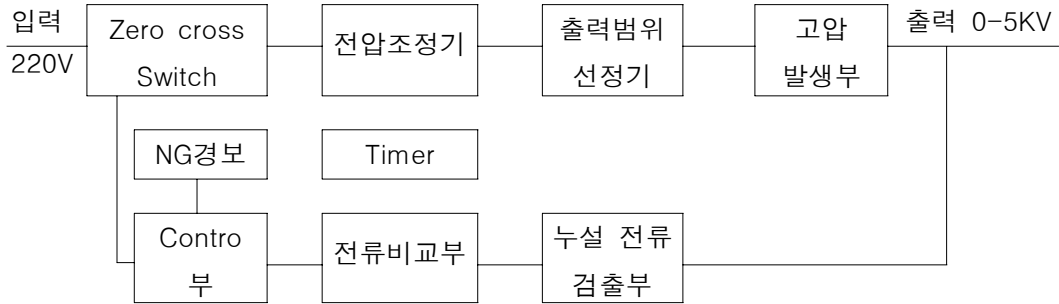 입력
220V
Zero cross
Switch
전압조정기
출력범위
선정기
고압
발생부
출력 0-5KV
NG경보
Timer
Contro
부
전류비교부
누설 전류
검출부